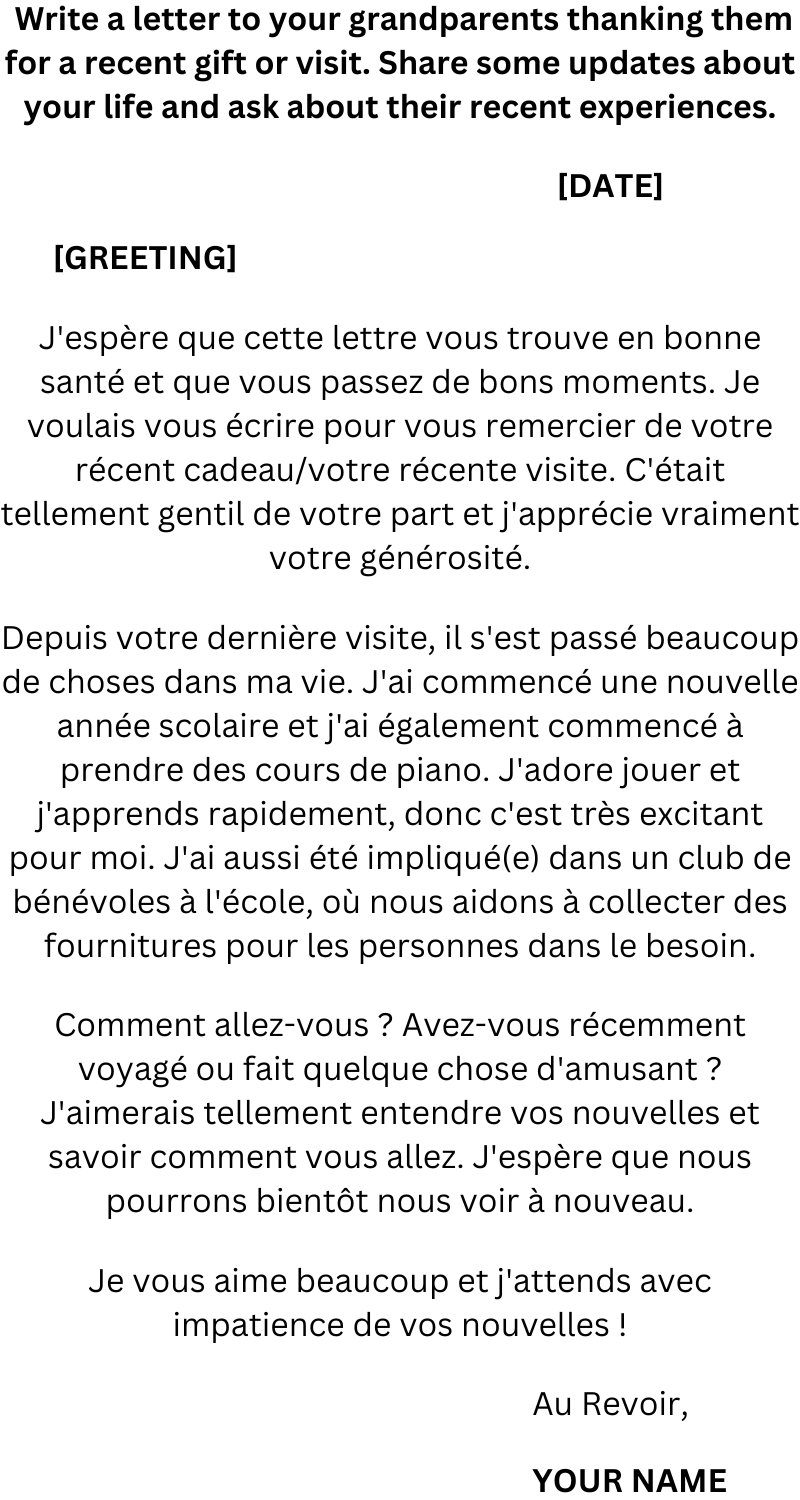 Write a letter to your grandparents thanking them
for a recent gift or visit. Share some updates about
your life and ask about their recent experiences.
[DATE]
[GREETING]
J'espère que cette lettre vous trouve en bonne
santé et que vous passez de bons moments. Je
voulais vous écrire pour vous remercier de votre
récent cadeau/votre récente visite. C'était
tellement gentil de votre part et j'apprécie vraiment
votre générosité.
Depuis votre dernière visite, il s'est passé beaucoup
de choses dans ma vie. J'ai commencé une nouvelle
année scolaire et j'ai également commencé à
prendre des cours de piano. J'adore jouer et
j'apprends rapidement, donc c'est très excitant
pour moi. J'ai aussi été impliqué(e) dans un club de
bénévoles à l'école, où nous aidons à collecter des
fournitures pour les personnes dans le besoin.
Comment allez-vous ? Avez-vous récemment
voyagé ou fait quelque chose d'amusant ?
J'aimerais tellement entendre vos nouvelles et
savoir comment vous allez. J'espère que nous
pourrons bientôt nous voir à nouveau.
Je vous aime beaucoup et j'attends avec
impatience de vos nouvelles !
Au Revoir,
YOUR NAME